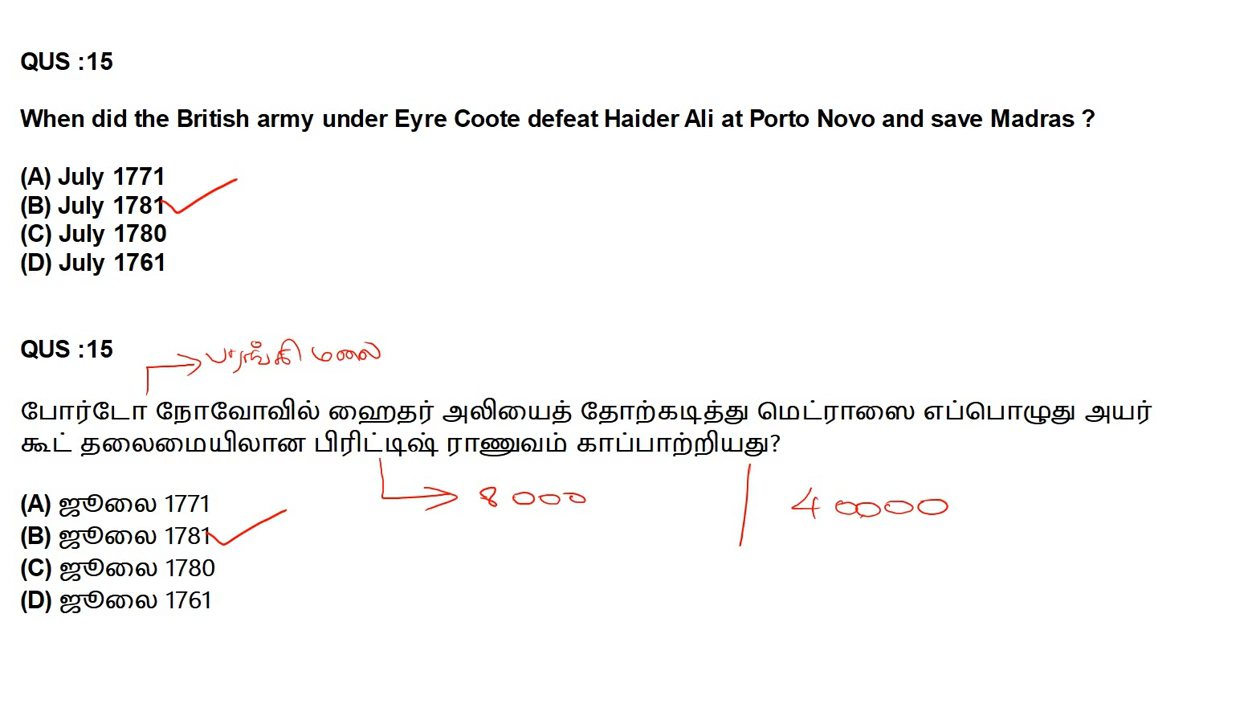 QUS :15
When did the British army under Eyre Coote defeat Haider Ali at Porto Novo and save Madras ?
(A) July 1771
(B) July 1781
(C) July 1780
(D) July 1761
QUS :15
பரங்கிமலை
போர்டோ நோவோவில் ஹைதர் அலியைத் தோற்கடித்து மெட்ராஸை எப்பொழுது அயர்
கூட் தலைமையிலான பிரிட்டிஷ் ராணுவம் காப்பாற்றியது?
8000 40000
(A) ஜூலை 1771
(B) ஜூலை 1781
(C) ஜூலை 1780
(D) ஜூலை 1761